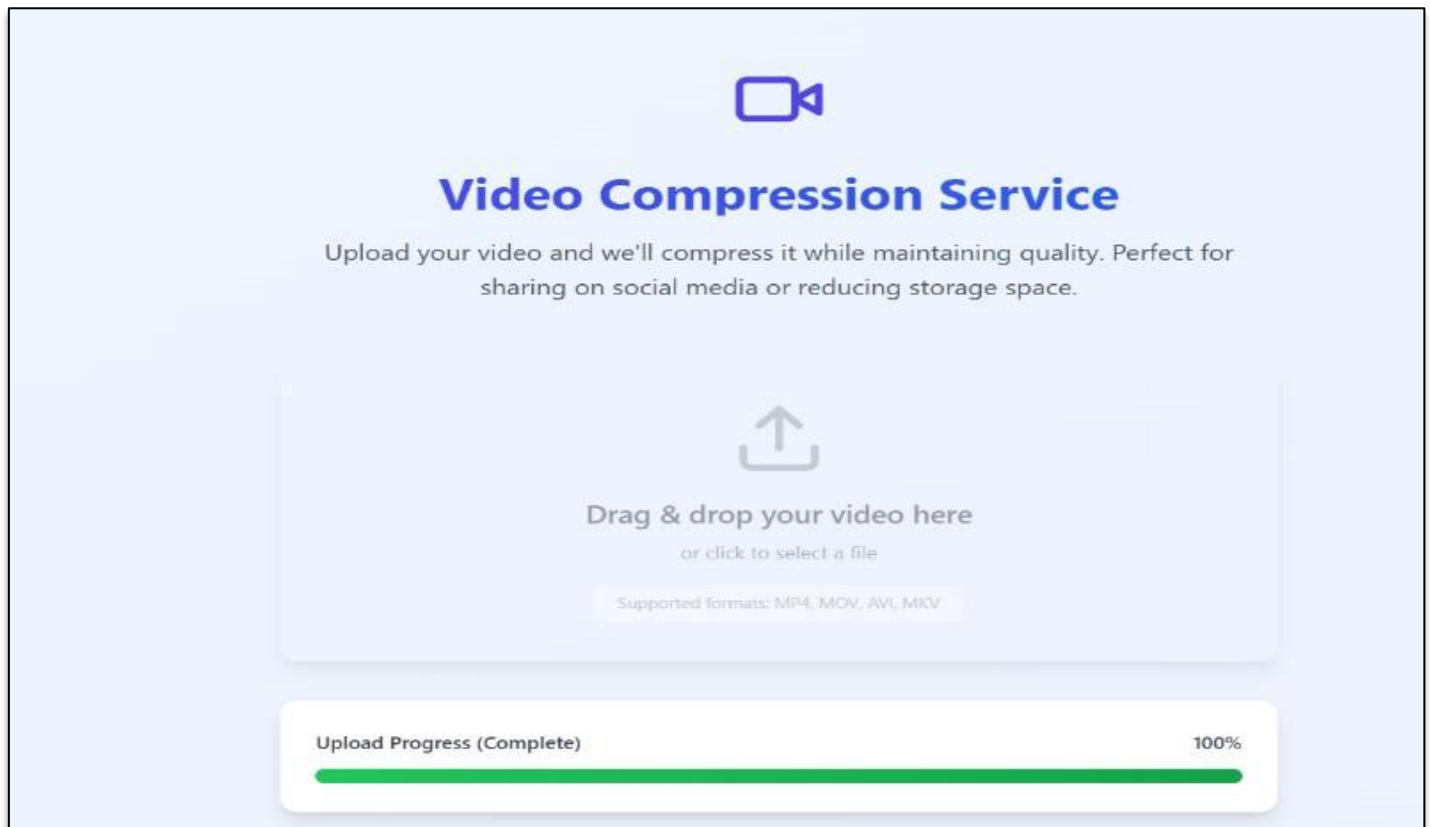 Video Compression Service
Upload your video and we'll compress it while maintaining quality. Perfect for
sharing on social media or reducing storage space.
Drag & drop your video here
or click to select a file
Supported formats: MP4, MOV, AVI, MKV
Upload Progress (Complete) 100%